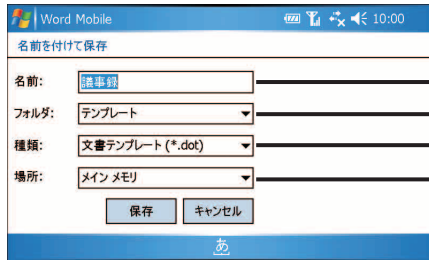 Word Mobile 10:00
名前を付けて保存
名前: 議事録
フォルダ: テンプレート
種類: 文書テンプレート (*.dot)
場所: メイン メモリ
保存 キャンセル
あ